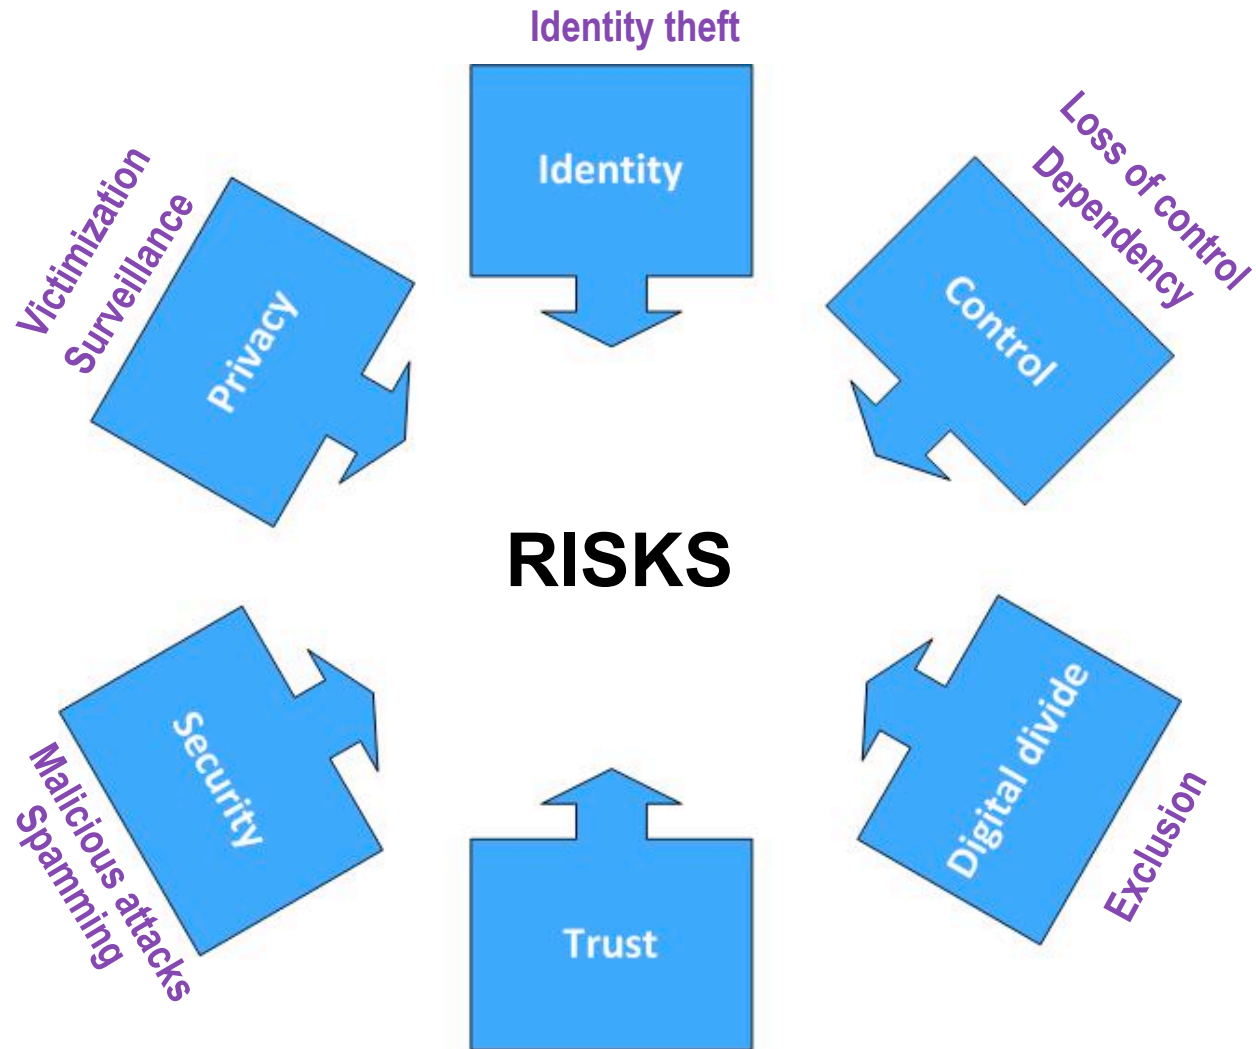 Identity theft
Identity
Loss of control
Dependency
Control
Victimization
Surveillance
Privacy
RISKS
Security
Malicious attacks
Spamming
Digital divide
Exclusion
Trust